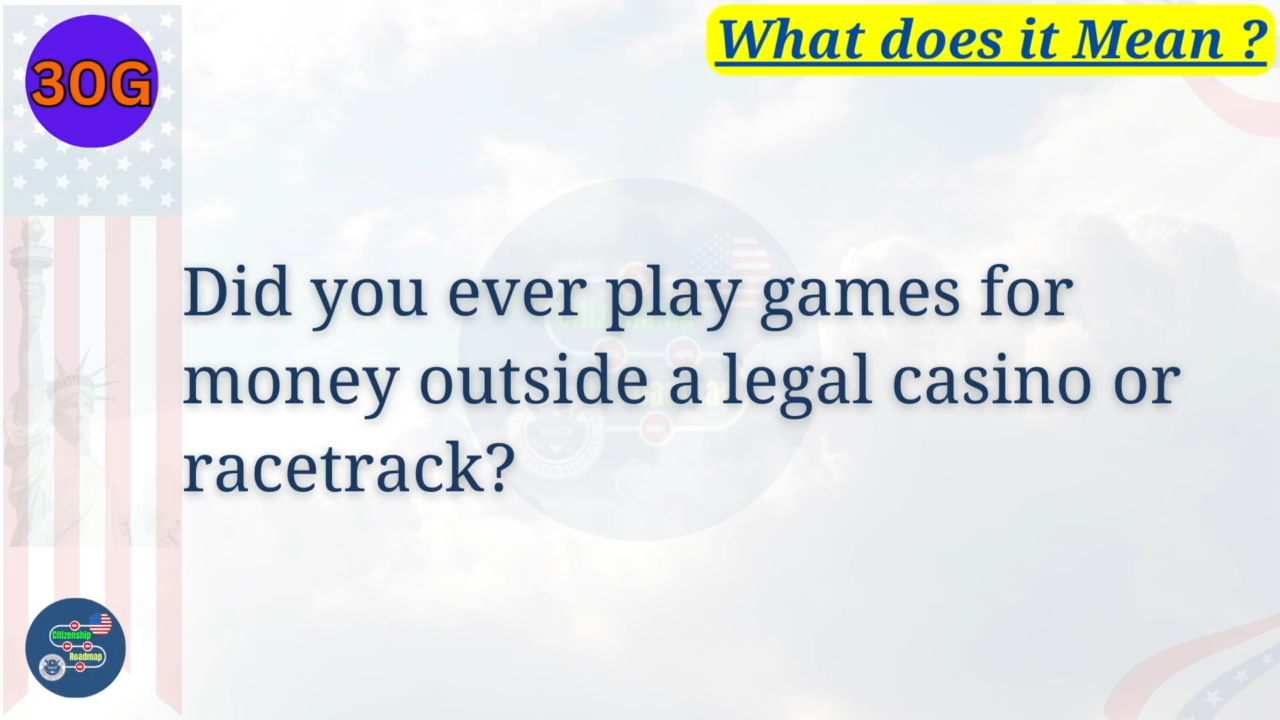 30G
What does it Mean ?
Did you ever play games for
money outside a legal casino or
racetrack?
Citizenship
Roadmap